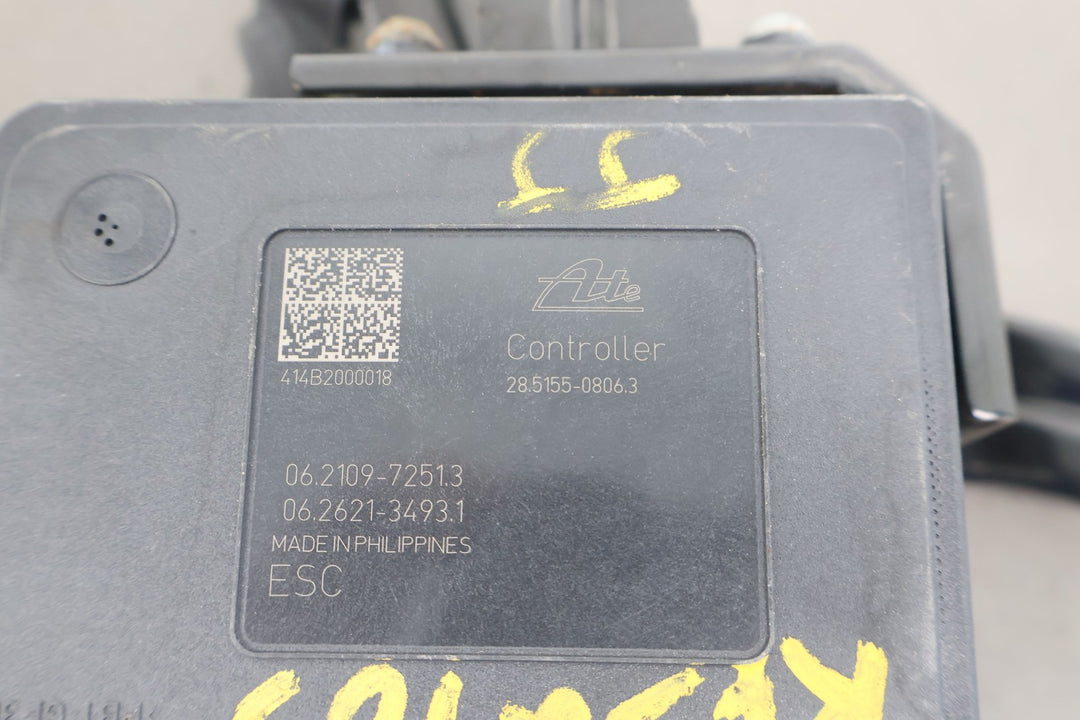 Ate
414B2000018
Controller
28.5155-0806.3
06.2109-7251.3
06.2621-3493.1
MADE IN PHILIPPINES
ESC